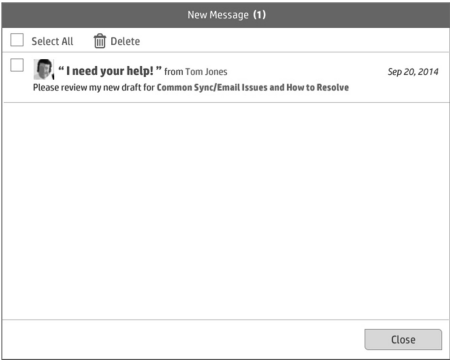 New Message (1)
Select All Delete
“ I need your help! ” from Tom Jones Sep 20, 2014
Please review my new draft for Common Sync/Email Issues and How to Resolve
Close